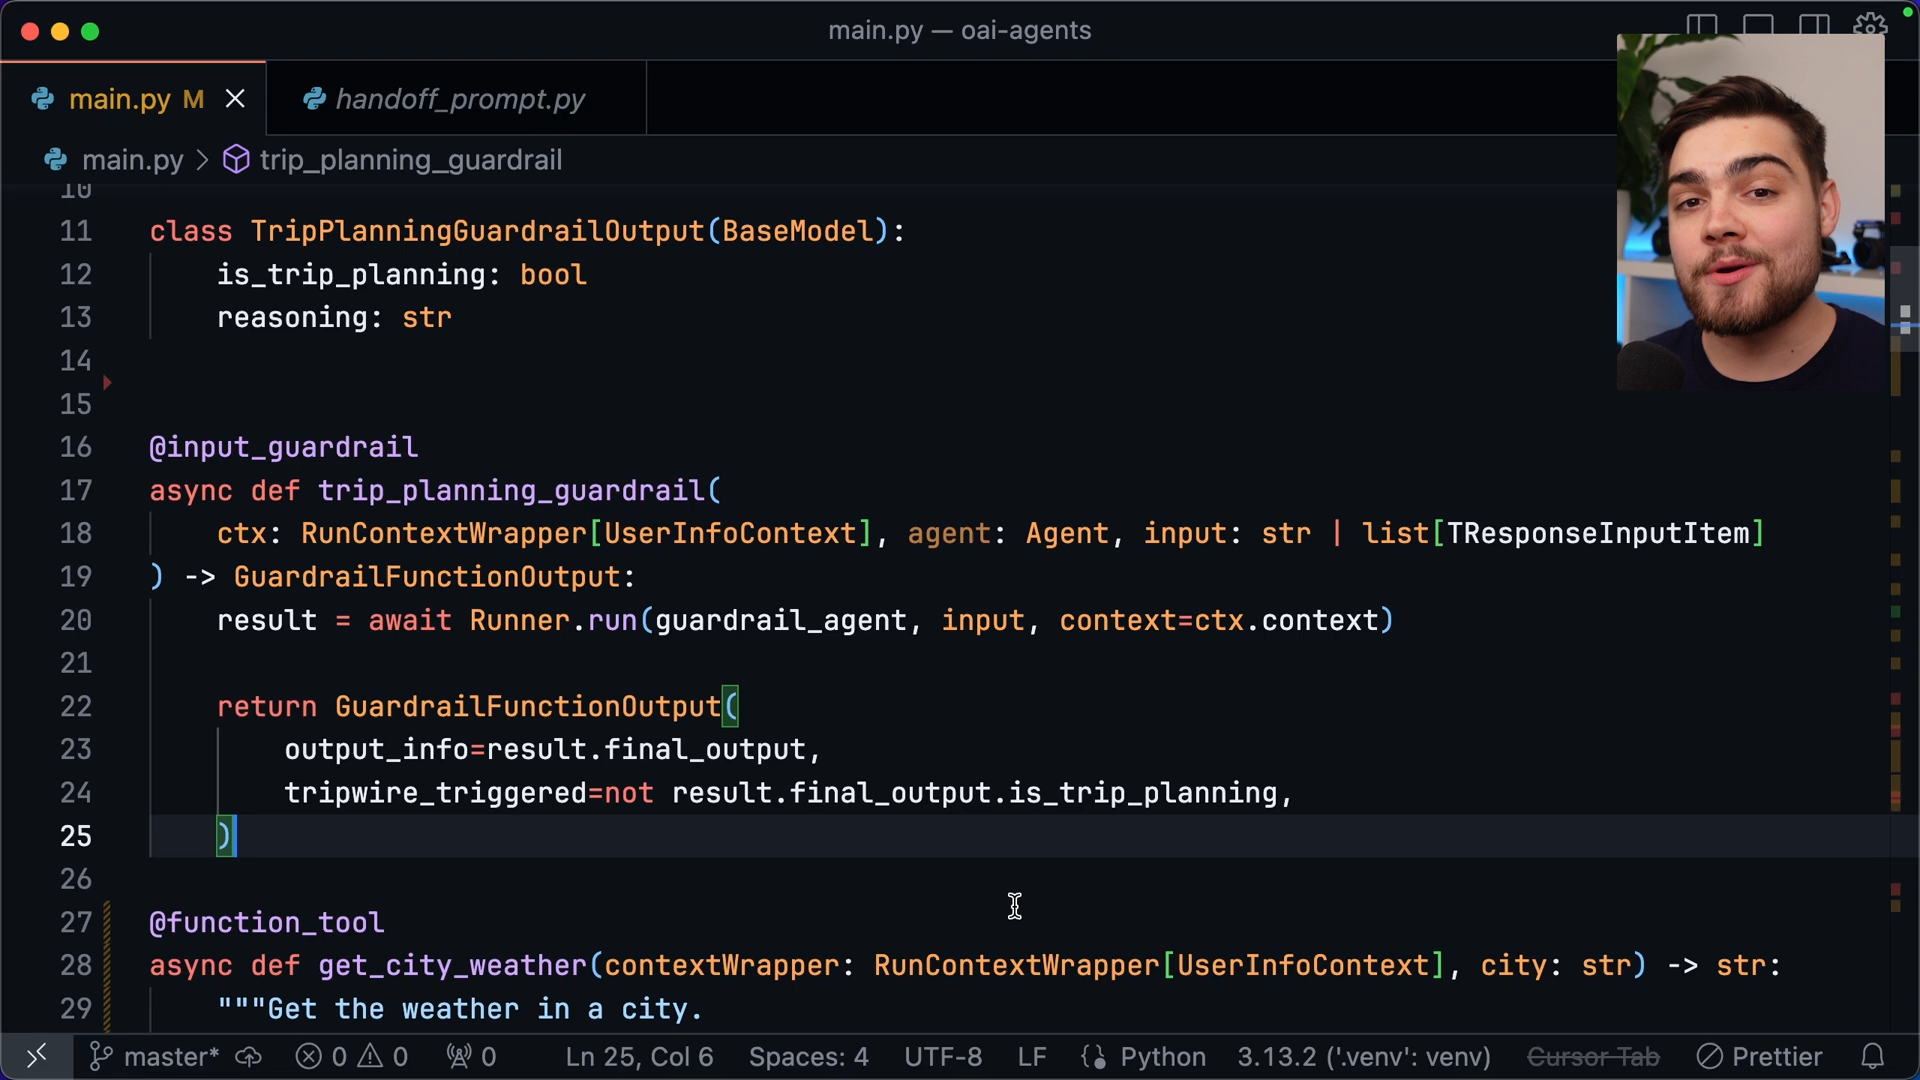 main.py — oai-agents
main.py M
handoff_prompt.py
main.py > trip_planning_guardrail
10
11 class TripPlanningGuardrailOutput(BaseModel):
12 is_trip_planning: bool
13 reasoning: str
14
15
16 @input_guardrail
17 async def trip_planning_guardrail(
18 ctx: RunContextWrapper[UserInfoContext], agent: Agent, input: str | list[TResponseInputItem]
19 ) -> GuardrailFunctionOutput:
20 result = await Runner.run(guardrail_agent, input, context=ctx.context)
21
22 return GuardrailFunctionOutput(
23 output_info=result.final_output,
24 tripwire_triggered=not result.final_output.is_trip_planning,
25 )
26
27 @function_tool
28 async def get_city_weather(contextWrapper: RunContextWrapper[UserInfoContext], city: str) -> str:
29 """Get the weather in a city.
master* 0 0 0 Ln 25, Col 6 Spaces: 4 UTF-8 LF Python 3.13.2 ('.venv': venv) Cursor Tab Prettier